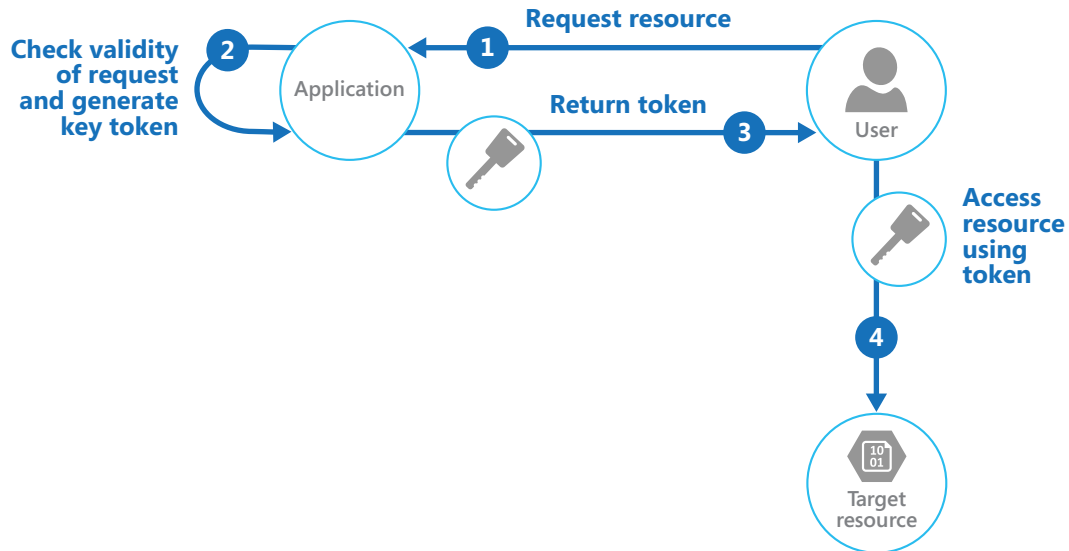 Request resource
1
Check validity
of request
and generate
key token
2
Application
User
Return token
3
Access
resource
using
token
4
10
01
Target
resource